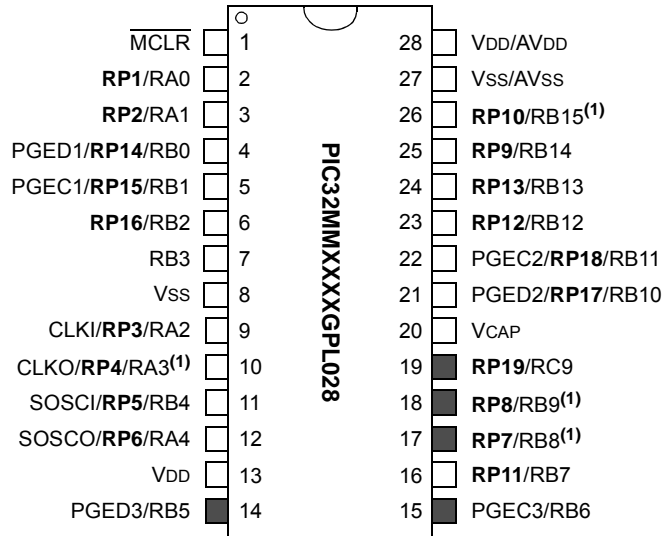 MCLR 1 28 VDD/AVDD
RP1/RA0 2 27 VSS/AVSS
RP2/RA1 3 26 RP10/RB15(1)
PGED1/RP14/RB0 4 25 RP9/RB14
PGEC1/RP15/RB1 5 24 RP13/RB13
RP16/RB2 6 23 RP12/RB12
RB3 7 22 PGEC2/RP18/RB11
VSS 8 21 PGED2/RP17/RB10
CLKI/RP3/RA2 9 20 VCAP
CLKO/RP4/RA3(1) 10 19 RP19/RC9
SOSCI/RP5/RB4 11 18 RP8/RB9(1)
SOSCO/RP6/RA4 12 17 RP7/RB8(1)
VDD 13 16 RP11/RB7
PGED3/RB5 14 15 PGEC3/RB6
PIC32MMXXXXGPL028